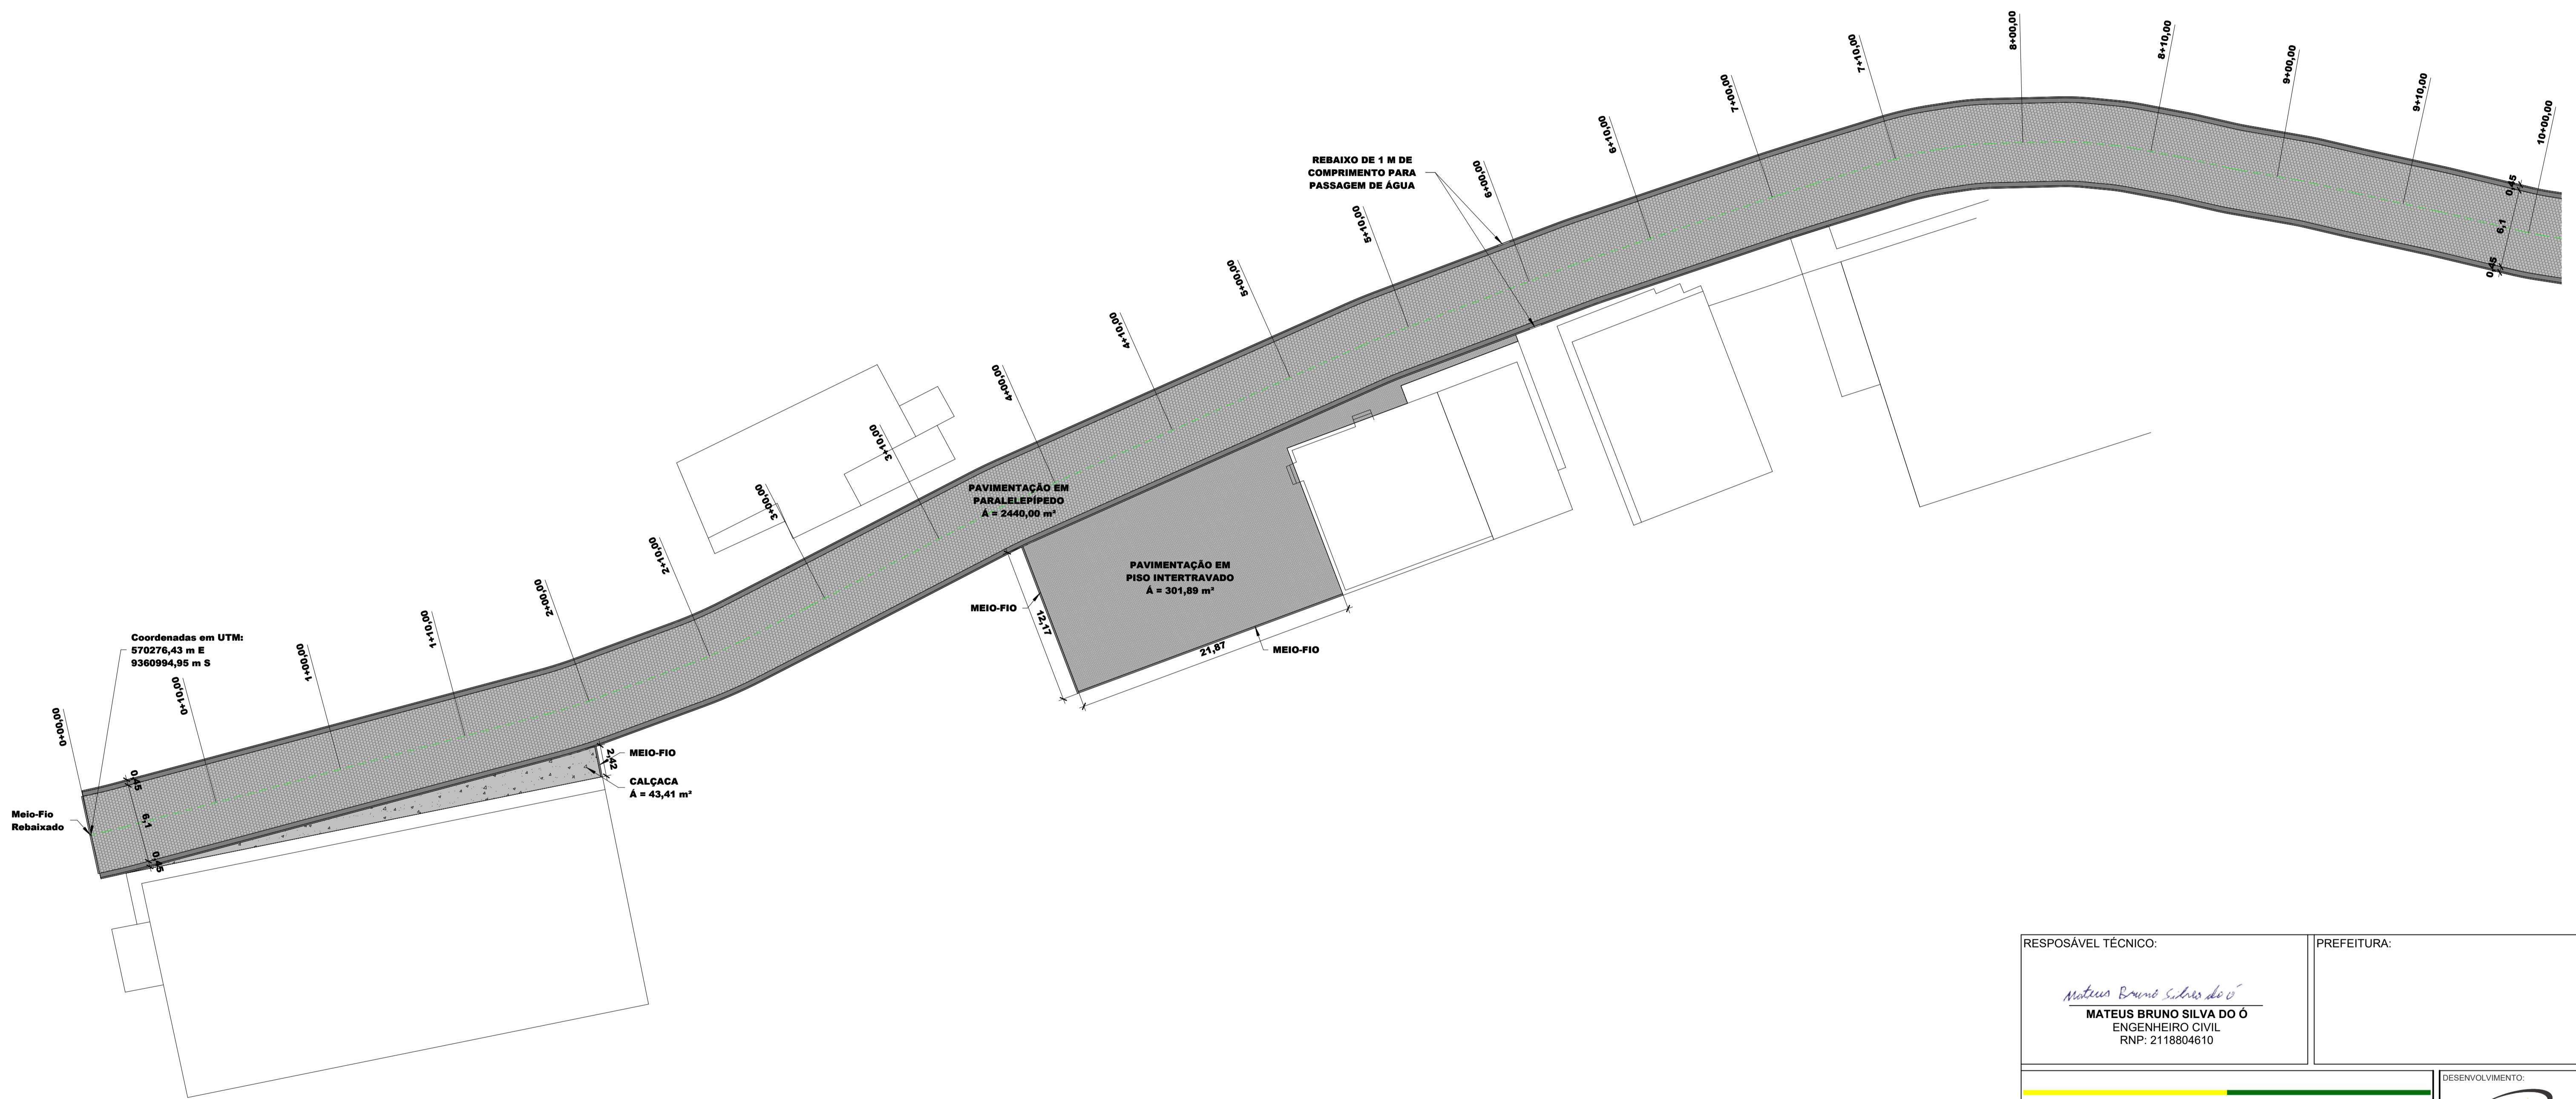 8+00,00
8+10,00
7+10,00
9+00,00
7+00,00
9+10,00
10+00,00
6+10,00
REBAIXO DE 1 M DE
COMPRIMENTO PARA
PASSAGEM DE ÁGUA
6+00,00
5+10,00
5+00,00
4+10,00
4+00,00
3+10,00
3+00,00
2+10,00
2+00,00
1+10,00
1+00,00
0+10,00
0+00,00
0,45
6,1
0,45
PAVIMENTAÇÃO EM
PARALELEPÍPEDO
Á = 2440,00 m²
PAVIMENTAÇÃO EM
PISO INTERTRAVADO
Á = 301,89 m²
MEIO-FIO
12,17
21,87
MEIO-FIO
Coordenadas em UTM:
570276,43 m E
9360994,95 m S
MEIO-FIO
2,42
CALÇACA
Á = 43,41 m²
0,45
6,1
0,45
Meio-Fio
Rebaixado
RESPOSÁVEL TÉCNICO:
PREFEITURA:
Mateus Bruno Silva do Ó
MATEUS BRUNO SILVA DO Ó
ENGENHEIRO CIVIL
RNP: 2118804610
DESENVOLVIMENTO: